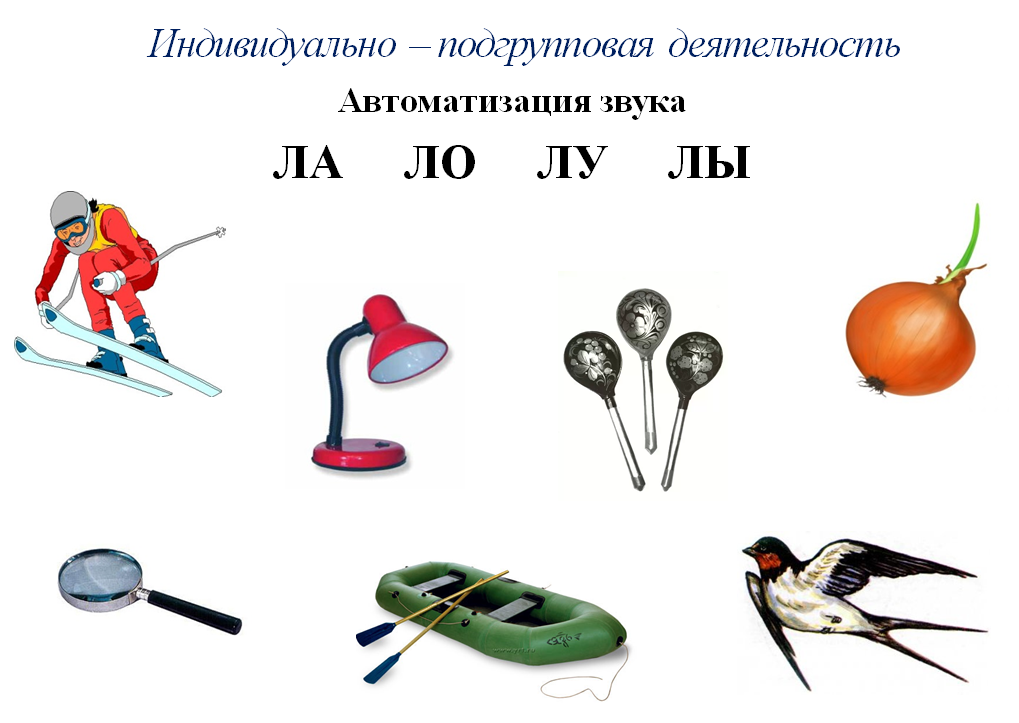 Индивидуально – подгрупповая деятельность
Автоматизация звука
ЛА ЛО ЛУ ЛЫ